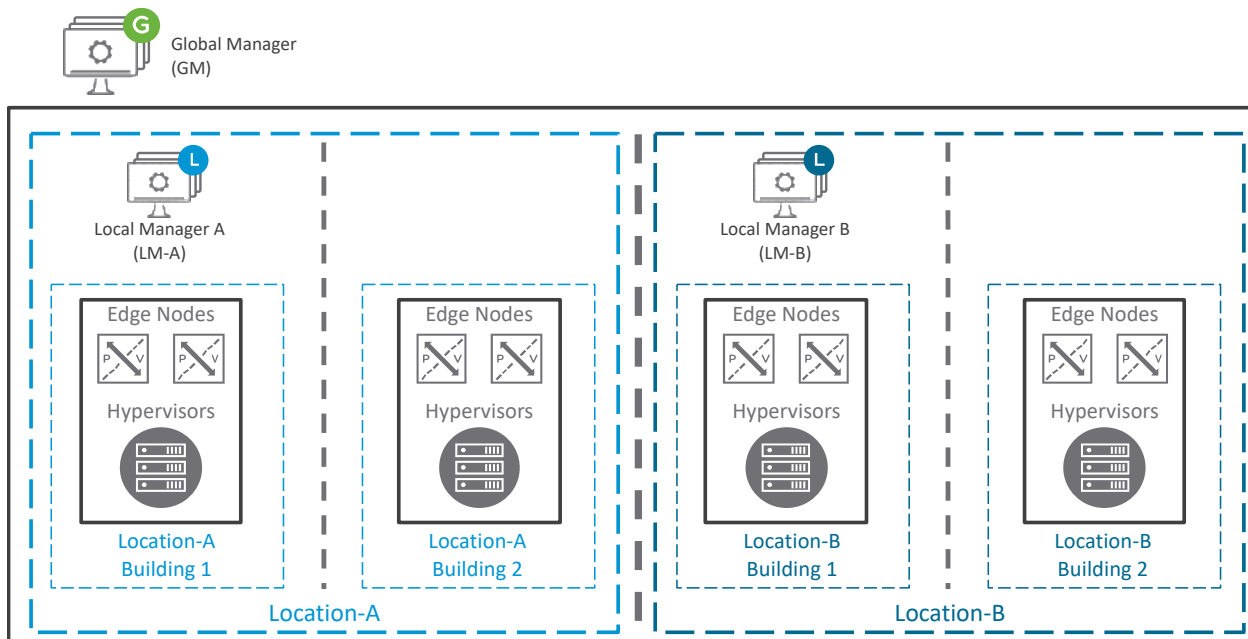 G
Global Manager
(GM)
L
Local Manager A
(LM-A)
L
Local Manager B
(LM-B)
Edge Nodes
P V
P V
Hypervisors
Location-A
Building 1
Edge Nodes
P V
P V
Hypervisors
Location-A
Building 2
Edge Nodes
P V
P V
Hypervisors
Location-B
Building 1
Edge Nodes
P V
P V
Hypervisors
Location-B
Building 2
Location-A
Location-B